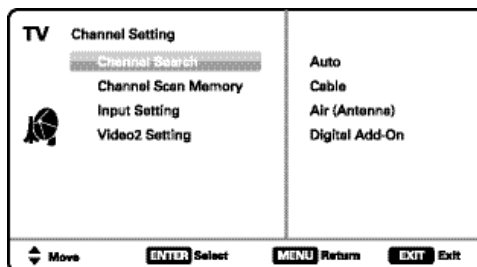 TV Channel Setting
Channel Search
Channel Scan Memory
Input Setting
Video2 Setting
Auto
Cable
Air (Antenna)
Digital Add-On
Move ENTER Select MENU Return EXIT Exit